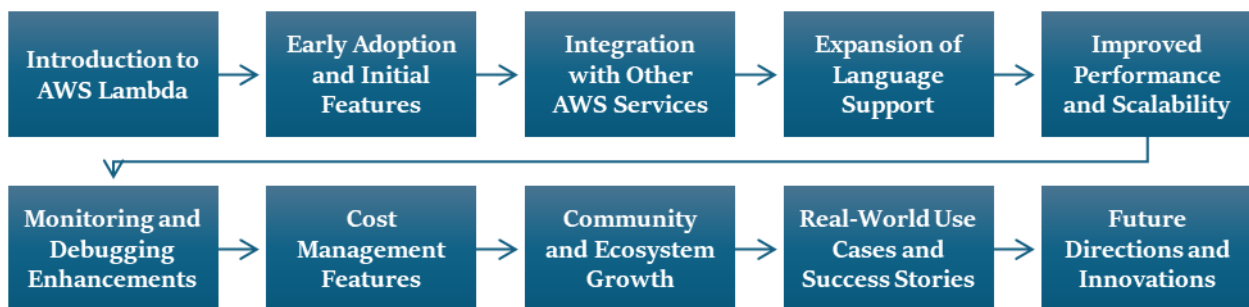 Introduction to
AWS Lambda
Early Adoption
and Initial
Features
Integration
with Other
AWS Services
Expansion of
Language
Support
Improved
Performance
and Scalability
Monitoring and
Debugging
Enhancements
Cost
Management
Features
Community
and Ecosystem
Growth
Real-World Use
Cases and
Success Stories
Future
Directions and
Innovations